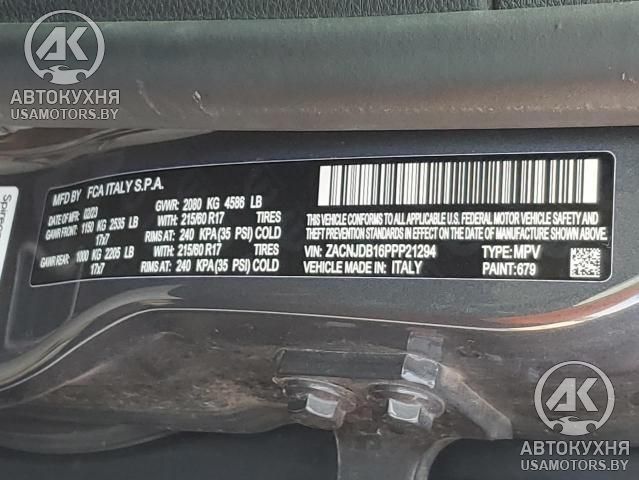 АК
АВТОКУХНЯ
USAMOTORS.BY
MFD BY FCA ITALY S.P.A.
DATE OF MFR 02/23 GVWR: 2080 KG 4586 LB
GAWR FRONT: 1150 KG 2535 LB WITH: 215/60 R17 TIRES
17x7 RIMS AT: 240 KPA(35 PSI) COLD
GAWR REAR: 1000 KG 2205 LB WITH: 215/60 R17 TIRES
17x7 RIMS AT: 240 KPA(35 PSI) COLD
THIS VEHICLE CONFORMS TO ALL APPLICABLE U.S. FEDERAL MOTOR VEHICLE SAFETY, BUMPER, AND
THEFT PREVENTION STANDARDS IN EFFECT ON THE DATE OF MANUFACTURE SHOWN ABOVE.
VIN: ZACNJDB16PPP21294 TYPE: MPV
VEHICLE MADE IN: ITALY PAINT:679
АК
АВТОКУХНЯ
USAMOTORS.BY